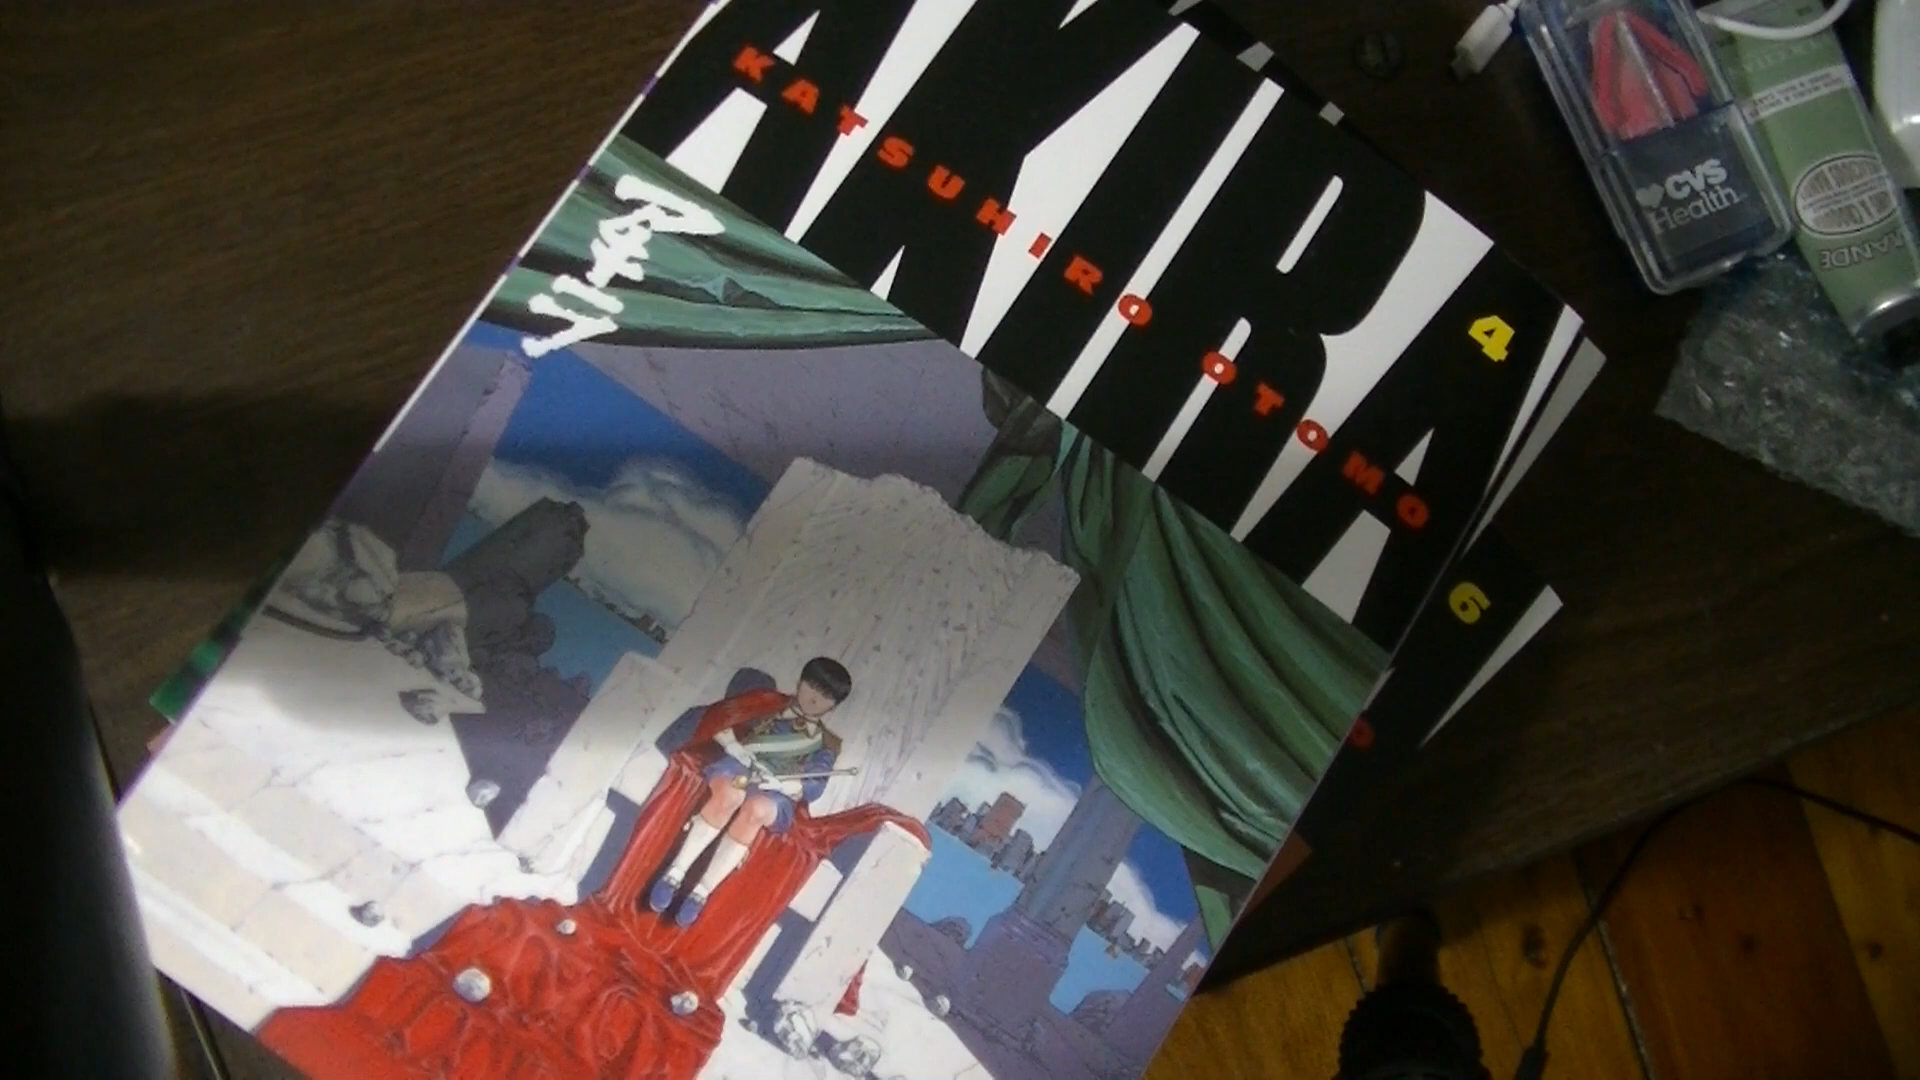 AKIRA
KATSUHIRO OTOMO
4
アキラ
6
CVS
Health